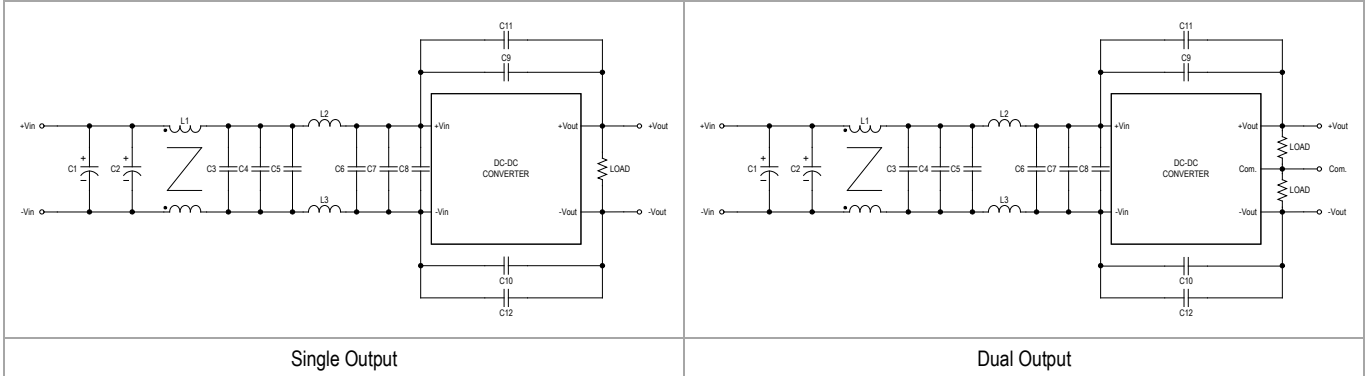 C11
C9
L1
L2
+Vin
+Vin
+Vout
+Vout
C1
+
–
C2
+
–
C3
C4
C5
C6
C7
C8
DC-DC
CONVERTER
LOAD
-Vin
L3
-Vin
-Vout
-Vout
C10
C12
Single Output
C11
C9
L1
L2
+Vin
+Vin
+Vout
+Vout
LOAD
C1
+
–
C2
+
–
C3
C4
C5
C6
C7
C8
DC-DC
CONVERTER
Com.
Com.
LOAD
-Vin
L3
-Vin
-Vout
-Vout
C10
C12
Dual Output